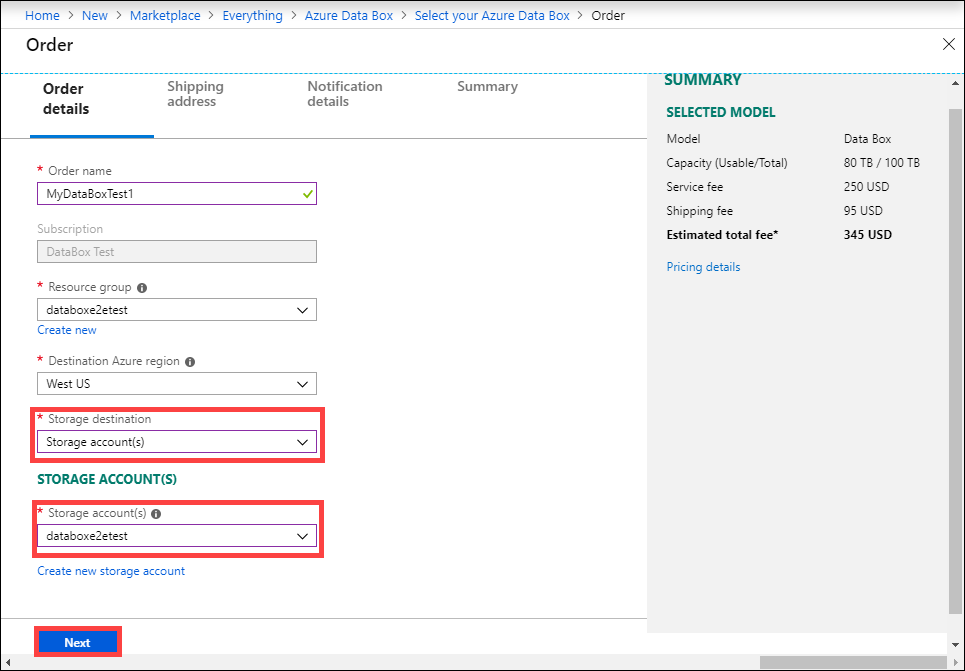 Home > New > Marketplace > Everything > Azure Data Box > Select your Azure Data Box > Order
Order
Order details
Shipping address
Notification details
Summary
* Order name
MyDataBoxTest1
Subscription
DataBox Test
* Resource group
databoxe2etest
Create new
* Destination Azure region
West US
* Storage destination
Storage account(s)
STORAGE ACCOUNT(S)
* Storage account(s)
databoxe2etest
Create new storage account
Next
SUMMARY
SELECTED MODEL
Model Data Box
Capacity (Usable/Total) 80 TB / 100 TB
Service fee 250 USD
Shipping fee 95 USD
Estimated total fee* 345 USD
Pricing details